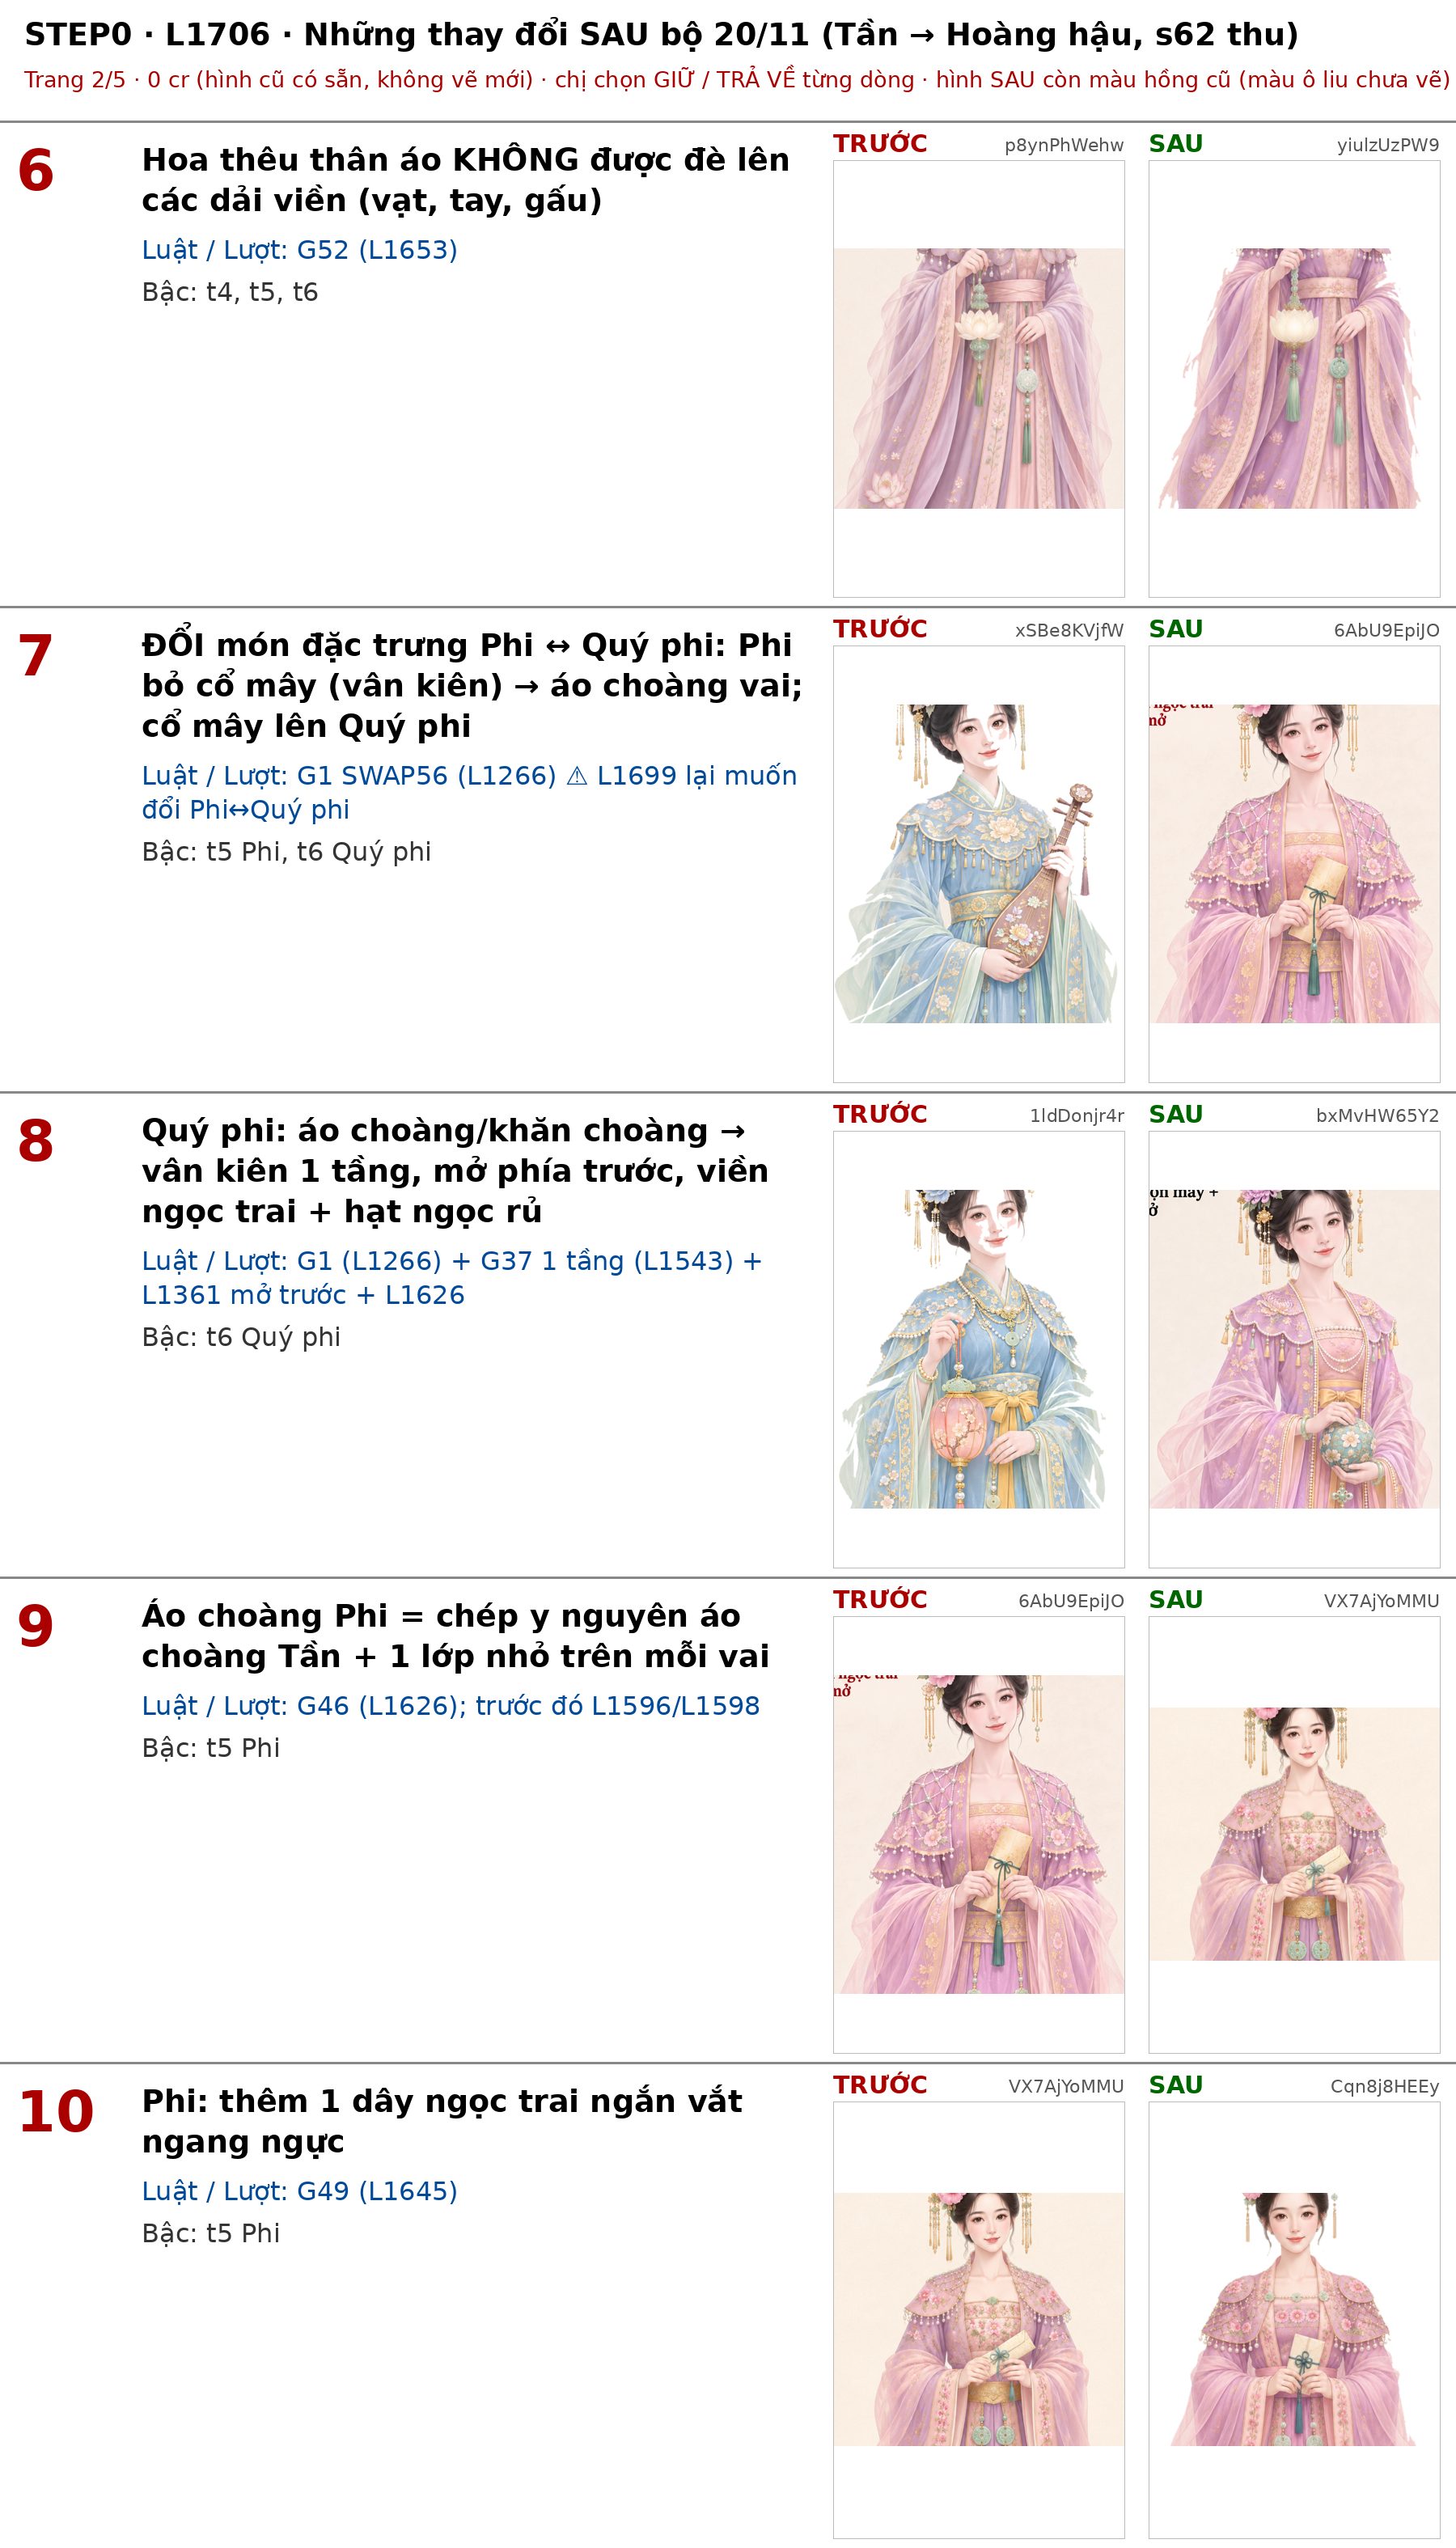 STEP0 · L1706 · Những thay đổi SAU bộ 20/11 (Tần → Hoàng hậu, s62 thu)
Trang 2/5 · 0 cr (hình cũ có sẵn, không vẽ mới) · chị chọn GIỮ / TRẢ VỀ từng dòng · hình SAU còn màu hồng cũ (màu ô liu chưa vẽ)
6
Hoa thêu thân áo KHÔNG được đè lên
các dải viền (vạt, tay, gấu)
Luật / Lượt: G52 (L1653)
Bậc: t4, t5, t6
TRƯỚC
p8ynPhWehw
SAU
yiulzUzPW9
7
ĐỔI món đặc trưng Phi ↔ Quý phi: Phi
bỏ cổ mây (vân kiên) → áo choàng vai;
cổ mây lên Quý phi
Luật / Lượt: G1 SWAP56 (L1266) ⚠ L1699 lại muốn
đổi Phi↔Quý phi
Bậc: t5 Phi, t6 Quý phi
TRƯỚC
xSBe8KVjfW
SAU
6AbU9EpiJO
ngọc trai
mở
8
Quý phi: áo choàng/khăn choàng →
vân kiên 1 tầng, mở phía trước, viền
ngọc trai + hạt ngọc rủ
Luật / Lượt: G1 (L1266) + G37 1 tầng (L1543) +
L1361 mở trước + L1626
Bậc: t6 Quý phi
TRƯỚC
1ldDonjr4r
SAU
bxMvHW65Y2
mây +
9
Áo choàng Phi = chép y nguyên áo
choàng Tần + 1 lớp nhỏ trên mỗi vai
Luật / Lượt: G46 (L1626); trước đó L1596/L1598
Bậc: t5 Phi
TRƯỚC
6AbU9EpiJO
SAU
VX7AjYoMMU
ngọc trai
mở
10
Phi: thêm 1 dây ngọc trai ngắn vắt
ngang ngực
Luật / Lượt: G49 (L1645)
Bậc: t5 Phi
TRƯỚC
VX7AjYoMMU
SAU
Cqn8j8HEEy